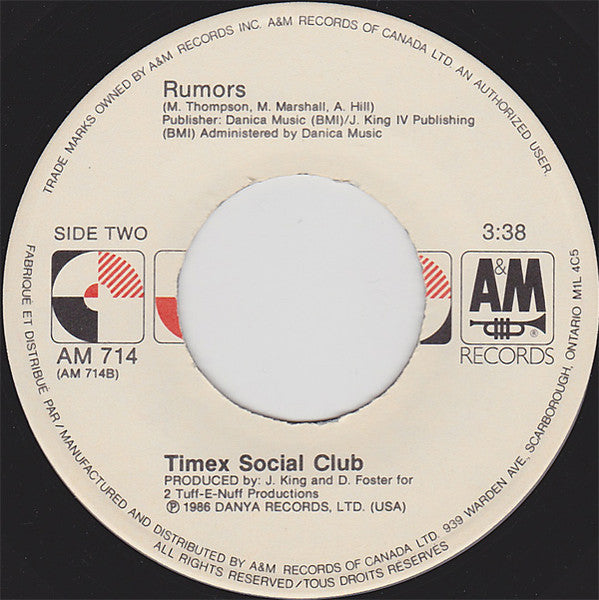 TRADE MARKS OWNED BY A&M RECORDS INC. A&M RECORDS OF CANADA LTD. AN AUTHORIZED USER.
Rumors
(M. Thompson, M. Marshall, A. Hill)
Publisher: Danica Music (BMI)/J. King IV Publishing
(BMI) Administered by Danica Music
SIDE TWO
3:38
A&M
®
RECORDS
AM 714
(AM 714B)
Timex Social Club
PRODUCED by: J. King and D. Foster for
2 Tuff-E-Nuff Productions
Ⓟ 1986 DANYA RECORDS, LTD. (USA)
FABRIQUÉ ET DISTRIBUÉ PAR/MANUFACTURED AND DISTRIBUTED BY A&M RECORDS OF CANADA LTD. 939 WARDEN AVE, SCARBOROUGH, ONTARIO M1L 4C5
ALL RIGHTS RESERVED/TOUS DROITS RESERVÉS